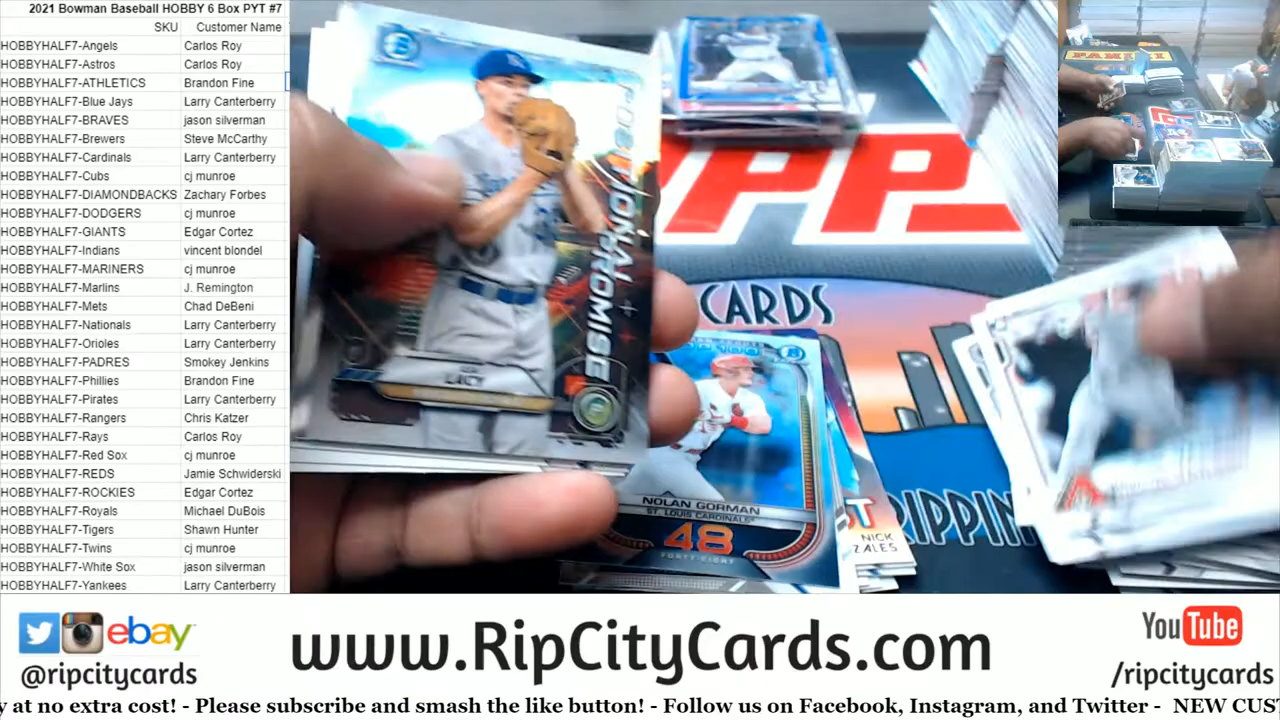 2021 Bowman Baseball HOBBY 6 Box PYT #7
SKU Customer Name
HOBBYHALF7-Angels Carlos Roy
HOBBYHALF7-Astros Carlos Roy
HOBBYHALF7-ATHLETICS Brandon Fine
HOBBYHALF7-Blue Jays Larry Canterberry
HOBBYHALF7-BRAVES jason silverman
HOBBYHALF7-Brewers Steve McCarthy
HOBBYHALF7-Cardinals Larry Canterberry
HOBBYHALF7-Cubs cj munroe
HOBBYHALF7-DIAMONDBACKS Zachary Forbes
HOBBYHALF7-DODGERS cj munroe
HOBBYHALF7-GIANTS Edgar Cortez
HOBBYHALF7-Indians vincent blondel
HOBBYHALF7-MARINERS cj munroe
HOBBYHALF7-Marlins J. Remington
HOBBYHALF7-Mets Chad DeBeni
HOBBYHALF7-Nationals Larry Canterberry
HOBBYHALF7-Orioles Larry Canterberry
HOBBYHALF7-PADRES Smokey Jenkins
HOBBYHALF7-Phillies Brandon Fine
HOBBYHALF7-Pirates Larry Canterberry
HOBBYHALF7-Rangers Chris Katzer
HOBBYHALF7-Rays Carlos Roy
HOBBYHALF7-Red Sox cj munroe
HOBBYHALF7-REDS Jamie Schwiderski
HOBBYHALF7-ROCKIES Edgar Cortez
HOBBYHALF7-Royals Michael DuBois
HOBBYHALF7-Tigers Shawn Hunter
HOBBYHALF7-Twins cj munroe
HOBBYHALF7-White Sox jason silverman
HOBBYHALF7-Yankees Larry Canterberry
PROMISE
LACY
PP
CARDS
RIPPIN
NOLAN GORMAN
ST. LOUIS CARDINALS
48
FORTY-EIGHT
NICK
ZALES
PANINI
ebay
@ripcitycards
www.RipCityCards.com
YouTube
/ripcitycards
y at no extra cost! - Please subscribe and smash the like button! - Follow us on Facebook, Instagram, and Twitter - NEW CUS